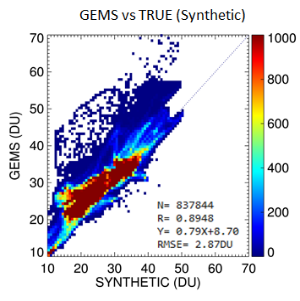 GEMS vs TRUE (Synthetic)
70
60
50
40
30
20
10
GEMS (DU)
10 20 30 40 50 60 70
SYNTHETIC (DU)
N= 837844
R= 0.8948
Y= 0.79X+8.70
RMSE= 2.87DU
1000
800
600
400
200
0